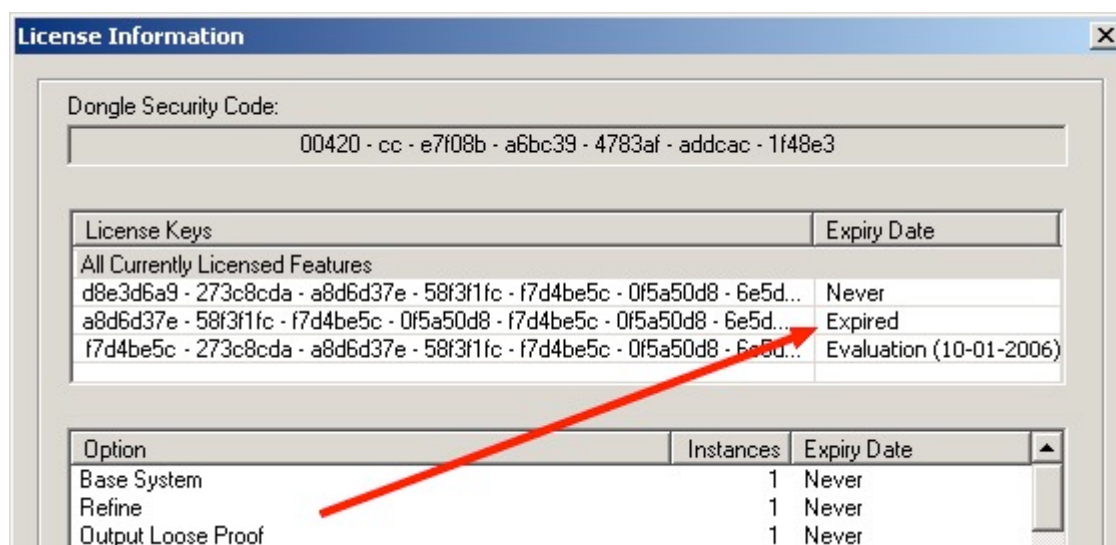 License Information
Dongle Security Code:
00420 - cc - e7f08b - a6bc39 - 4783af - addcac - 1f48e3
License Keys Expiry Date
All Currently Licensed Features
d8e3d6a9 - 273c8cda - a8d6d37e - 58f3f1fc - f7d4be5c - 0f5a50d8 - 6e5d... Never
a8d6d37e - 58f3f1fc - f7d4be5c - 0f5a50d8 - f7d4be5c - 0f5a50d8 - 6e5d... Expired
f7d4be5c - 273c8cda - a8d6d37e - 58f3f1fc - f7d4be5c - 0f5a50d8 - 6e5d... Evaluation (10-01-2006)
Option Instances Expiry Date
Base System 1 Never
Refine 1 Never
Output Loose Proof 1 Never